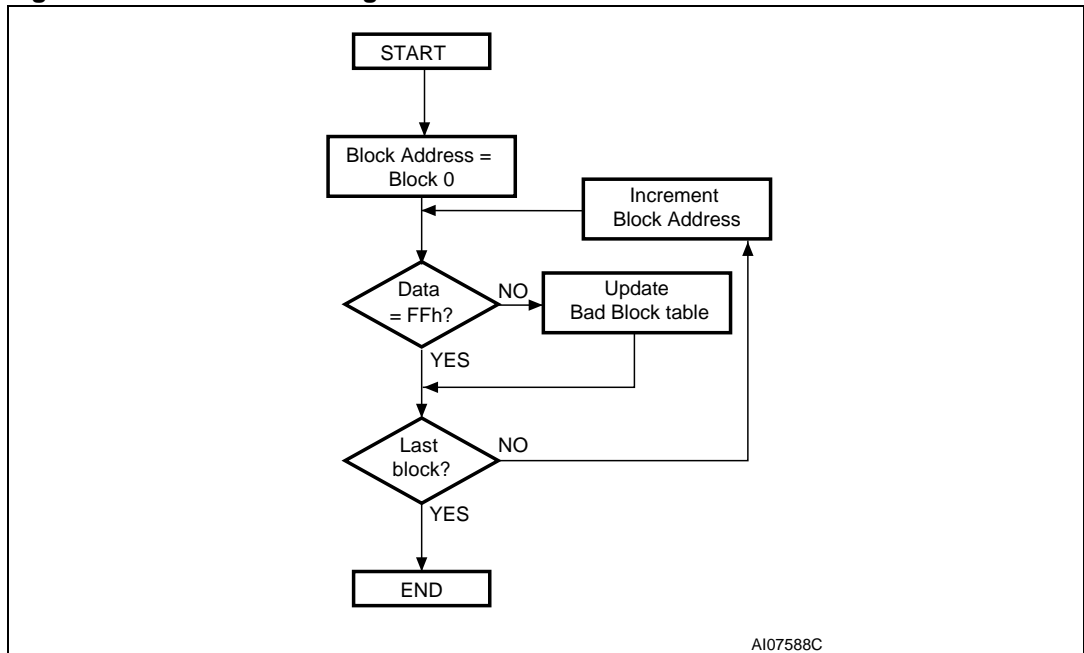 START
Block Address =
Block 0
Increment
Block Address
Data
= FFh?
NO
Update
Bad Block table
YES
Last
block?
NO
YES
END
AI07588C